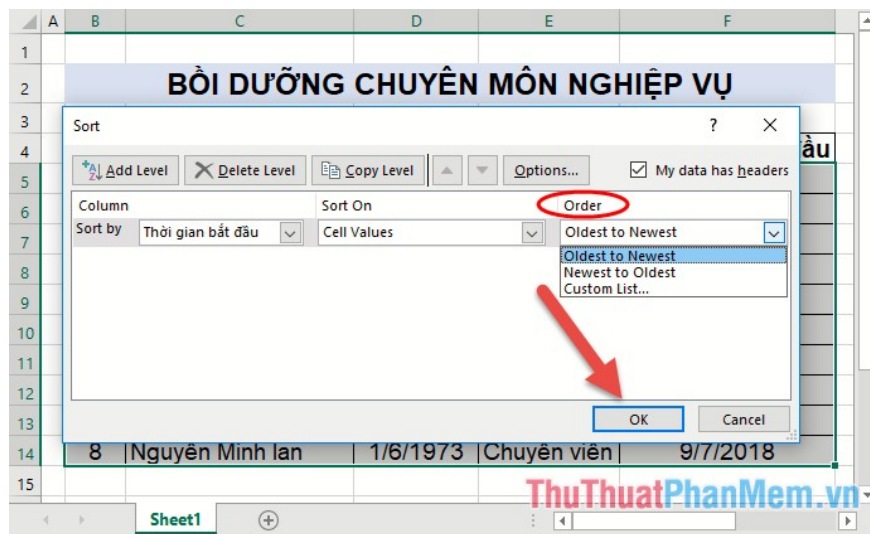 A B C D E F
1
2 BỒI DƯỠNG CHUYÊN MÔN NGHIỆP VỤ
3
Sort ?
4 ầu
Add Level Delete Level Copy Level Options... My data has headers
5
Column Sort On Order
6
Sort by Thời gian bắt đầu Cell Values Oldest to Newest
7
Oldest to Newest
8 Newest to Oldest
Custom List...
9
10
11
12
13 OK Cancel
14 8 Nguyễn Minh lan 1/6/1973 Chuyên viên 9/7/2018
15
ThuThuatPhanMem.vn
Sheet1